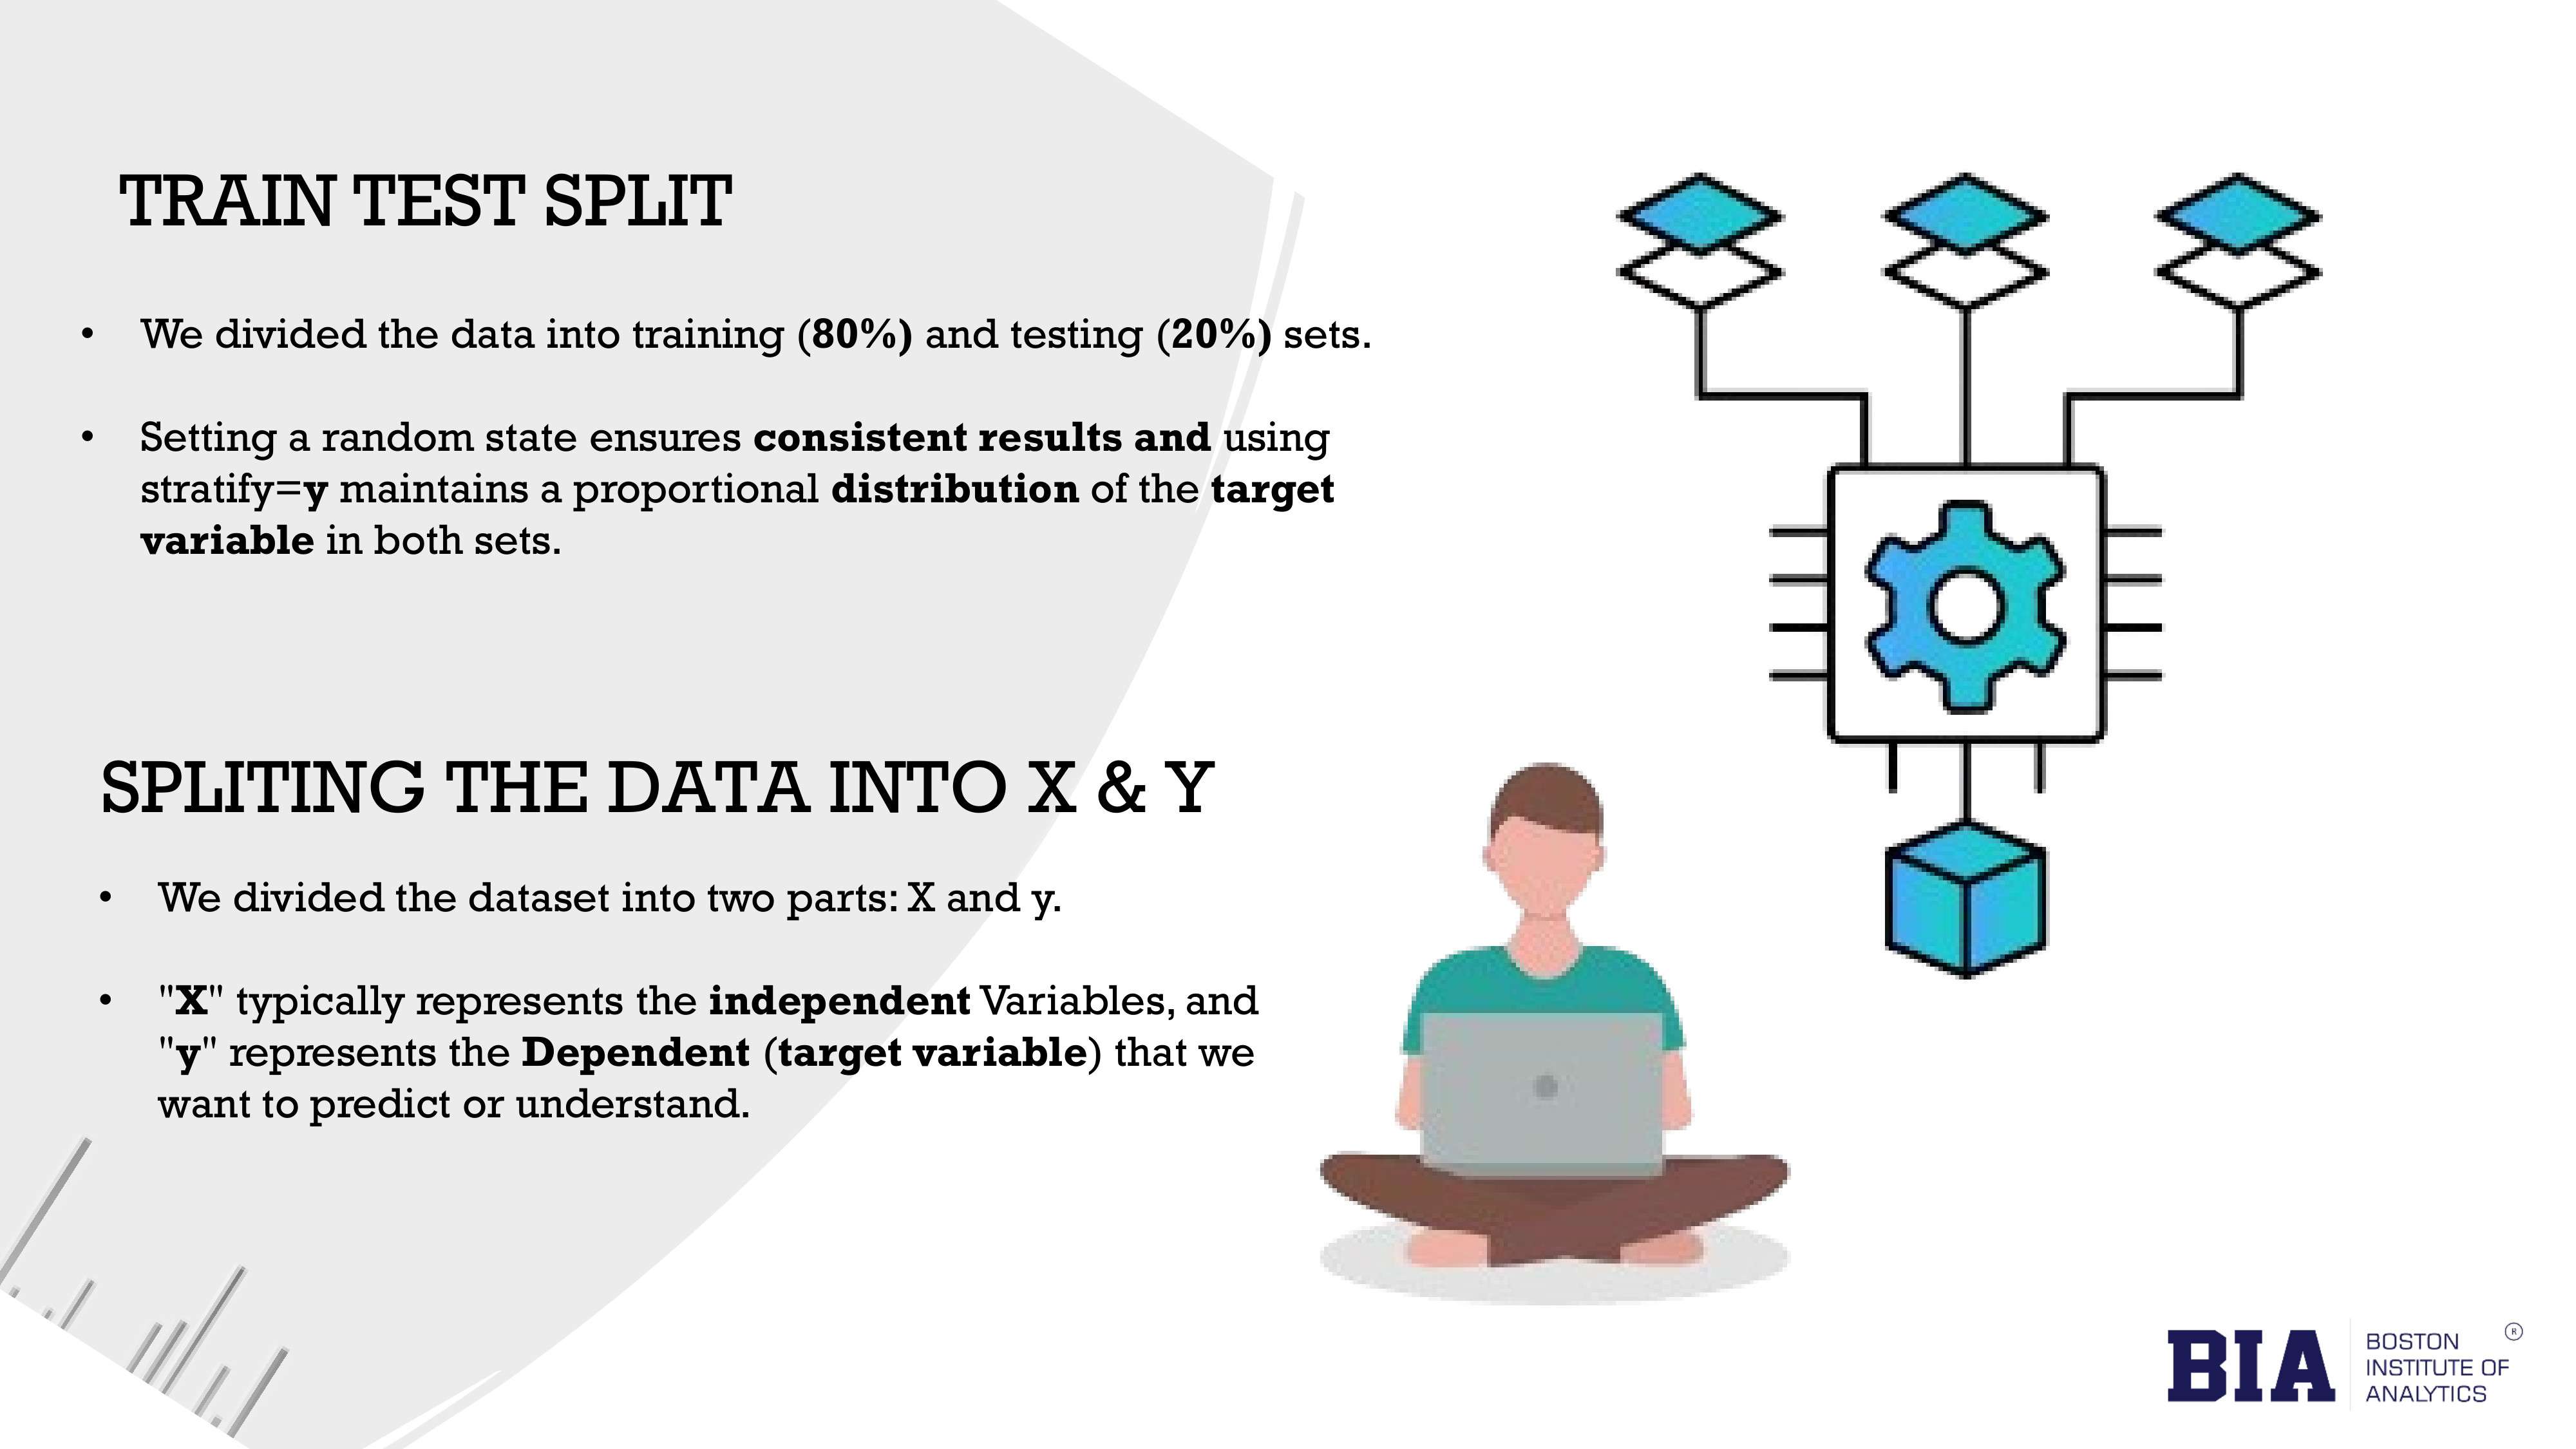 TRAIN TEST SPLIT
• We divided the data into training (80%) and testing (20%) sets.
• Setting a random state ensures consistent results and using
stratify=y maintains a proportional distribution of the target
variable in both sets.
SPLITING THE DATA INTO X & Y
• We divided the dataset into two parts: X and y.
• "X" typically represents the independent Variables, and
"y" represents the Dependent (target variable) that we
want to predict or understand.
BIA
BOSTON
INSTITUTE OF
ANALYTICS
®